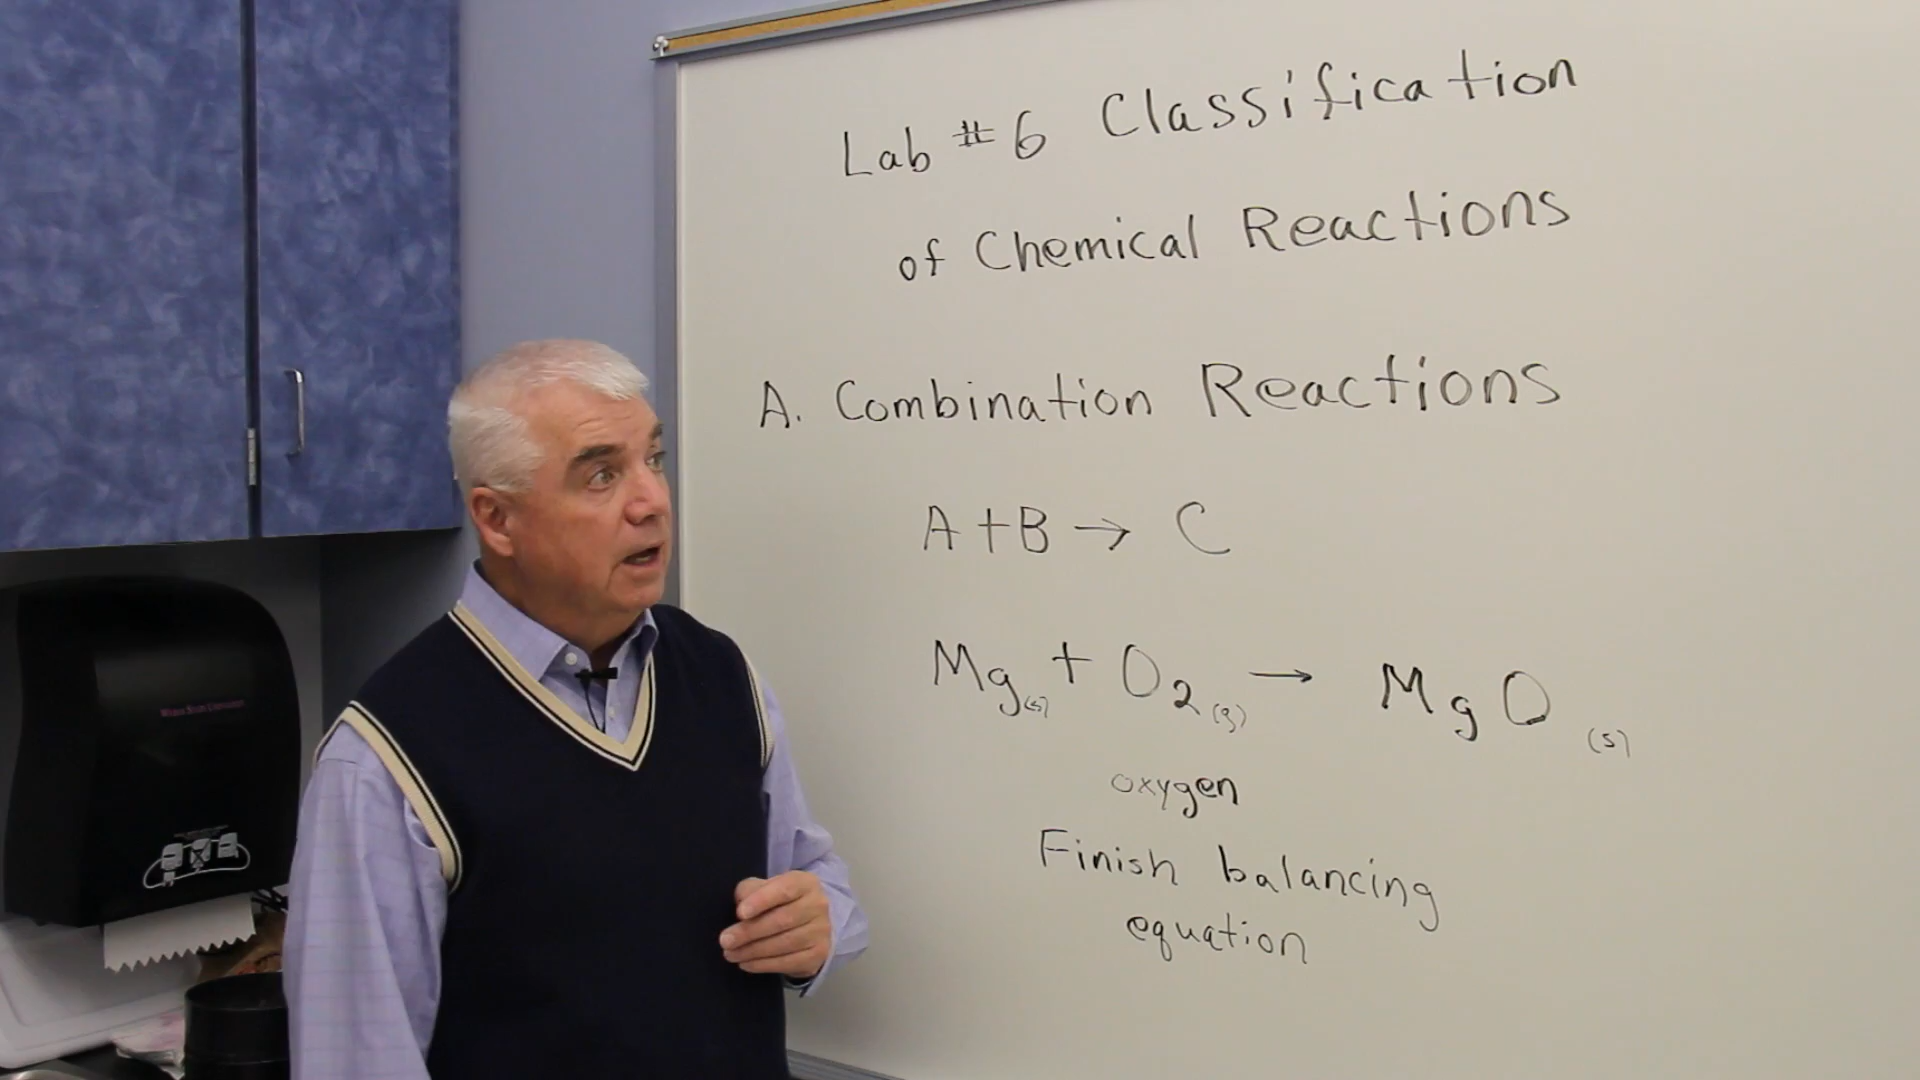 Lab #6 Classification
of Chemical Reactions
A. Combination Reactions
A + B → C
Mg(s) + O2(g) → MgO(s)
oxygen
Finish balancing
equation